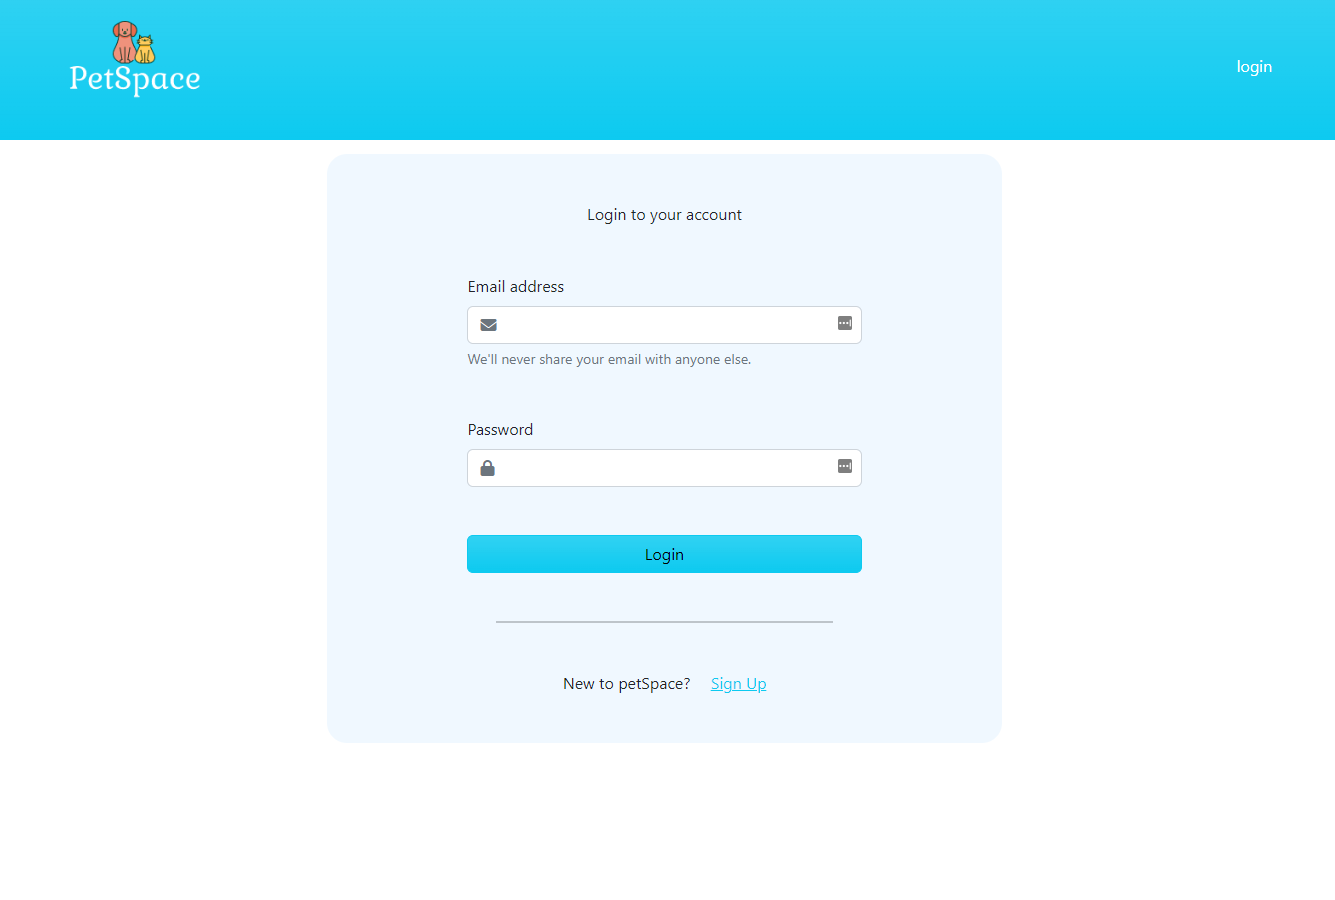 PetSpace
login
Login to your account
Email address
We'll never share your email with anyone else.
Password
Login
New to petSpace? Sign Up